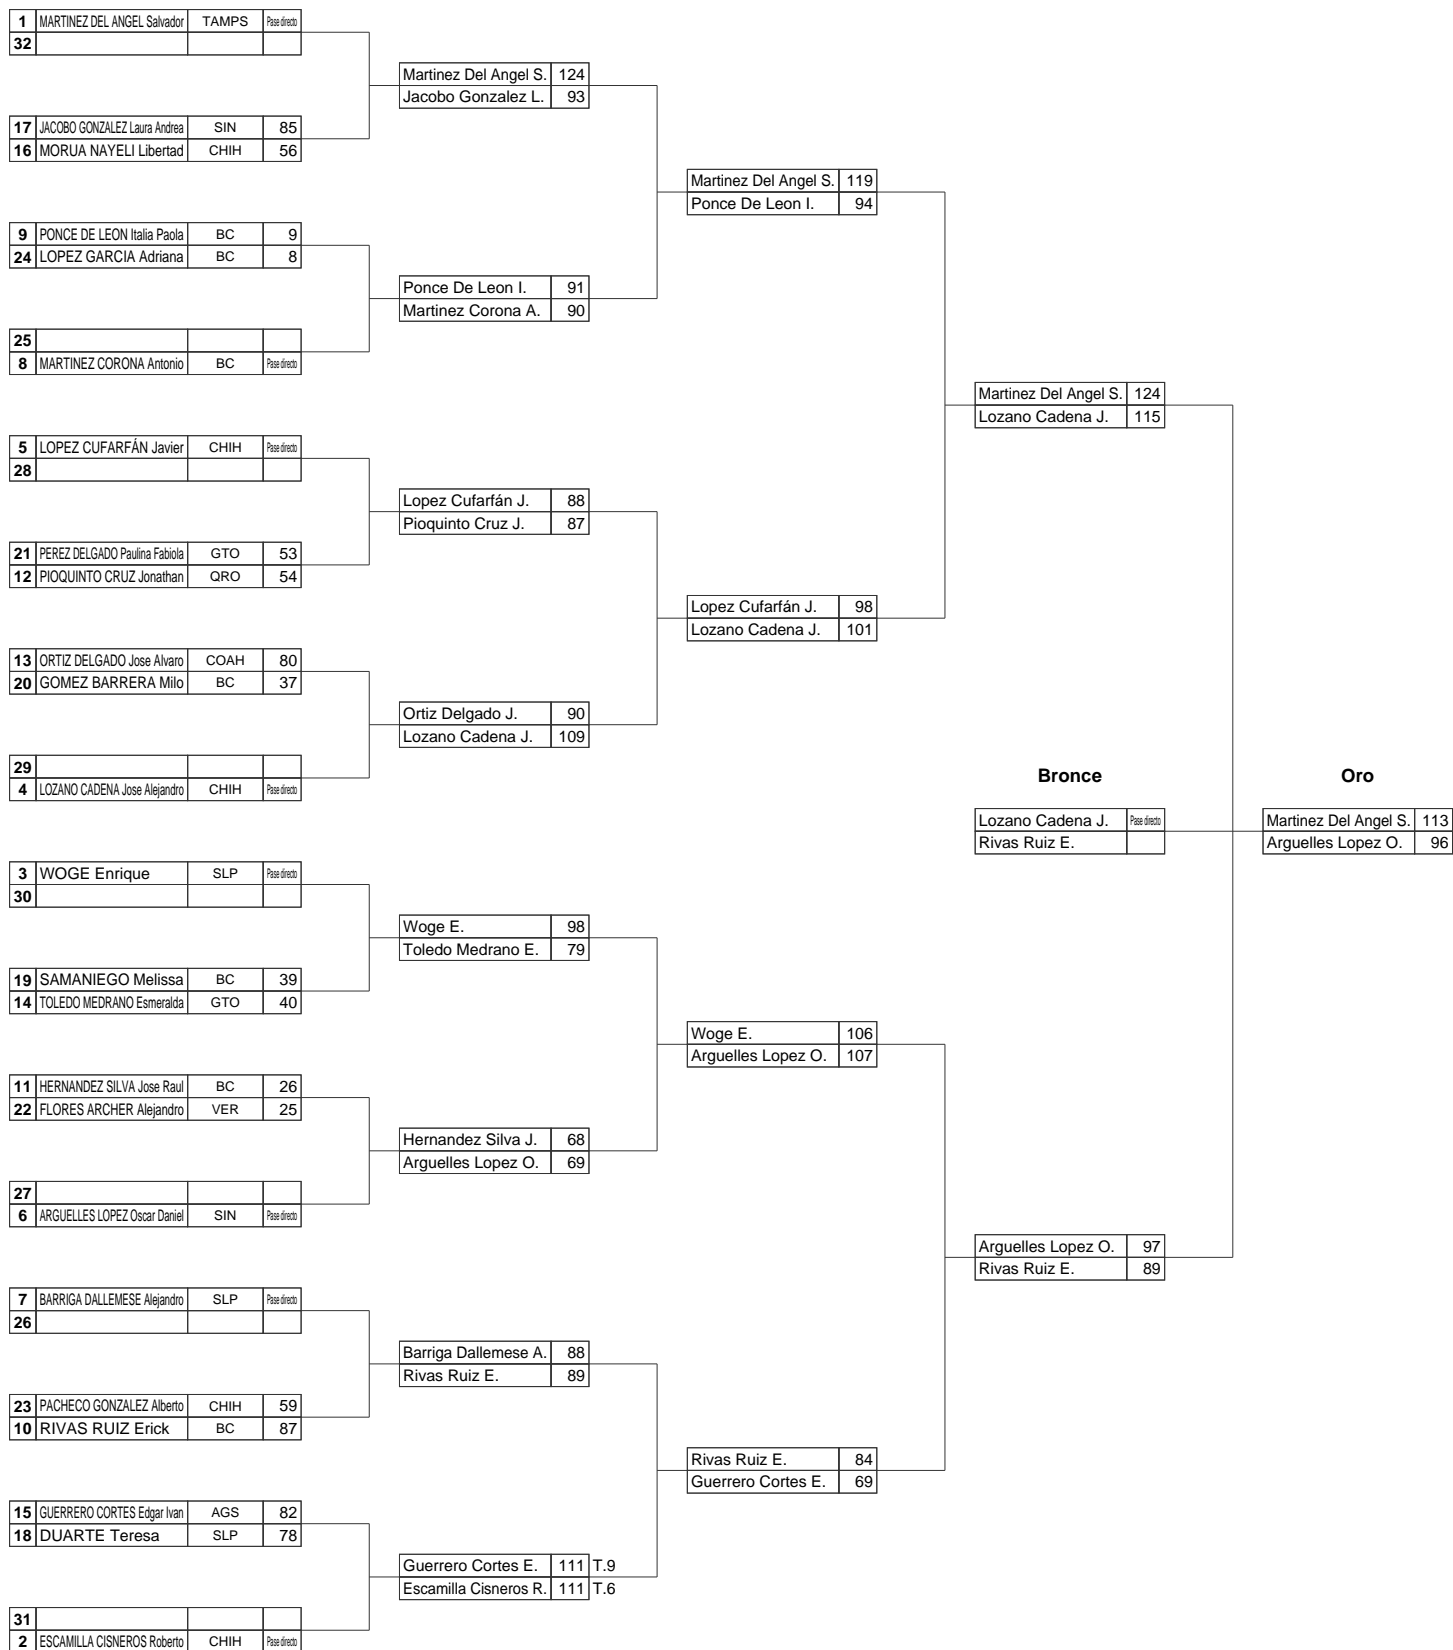 1 MARTINEZ DEL ANGEL Salvador TAMPS Pase directo
32
Martinez Del Angel S. 124
Jacobo Gonzalez L. 93
17 JACOBO GONZALEZ Laura Andrea SIN 85
16 MORUA NAYELI Libertad CHIH 56
Martinez Del Angel S. 119
Ponce De Leon I. 94
9 PONCE DE LEON Italia Paola BC 9
24 LOPEZ GARCIA Adriana BC 8
Ponce De Leon I. 91
Martinez Corona A. 90
25
8 MARTINEZ CORONA Antonio BC Pase directo
Martinez Del Angel S. 124
Lozano Cadena J. 115
5 LOPEZ CUFARFÁN Javier CHIH Pase directo
28
Lopez Cufarfán J. 88
Pioquinto Cruz J. 87
21 PEREZ DELGADO Paulina Fabiola GTO 53
12 PIOQUINTO CRUZ Jonathan QRO 54
Lopez Cufarfán J. 98
Lozano Cadena J. 101
13 ORTIZ DELGADO Jose Alvaro COAH 80
20 GOMEZ BARRERA Milo BC 37
Ortiz Delgado J. 90
Lozano Cadena J. 109
29
4 LOZANO CADENA Jose Alejandro CHIH Pase directo
Bronce Oro
Lozano Cadena J. Pase directo Martinez Del Angel S. 113
Rivas Ruiz E. Arguelles Lopez O. 96
3 WOGE Enrique SLP Pase directo
30
Woge E. 98
Toledo Medrano E. 79
19 SAMANIEGO Melissa BC 39
14 TOLEDO MEDRANO Esmeralda GTO 40
Woge E. 106
Arguelles Lopez O. 107
11 HERNANDEZ SILVA Jose Raul BC 26
22 FLORES ARCHER Alejandro VER 25
Hernandez Silva J. 68
Arguelles Lopez O. 69
27
6 ARGUELLES LOPEZ Oscar Daniel SIN Pase directo
Arguelles Lopez O. 97
Rivas Ruiz E. 89
7 BARRIGA DALLEMESE Alejandro SLP Pase directo
26
Barriga Dallemese A. 88
Rivas Ruiz E. 89
23 PACHECO GONZALEZ Alberto CHIH 59
10 RIVAS RUIZ Erick BC 87
Rivas Ruiz E. 84
Guerrero Cortes E. 69
15 GUERRERO CORTES Edgar Ivan AGS 82
18 DUARTE Teresa SLP 78
Guerrero Cortes E. 111 T.9
Escamilla Cisneros R. 111 T.6
31
2 ESCAMILLA CISNEROS Roberto CHIH Pase directo